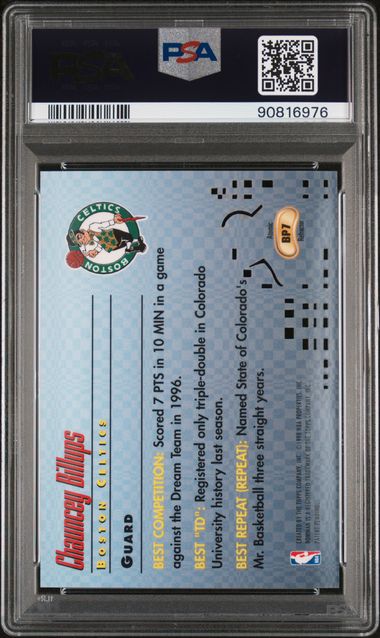 PSA
PSA
90816976
CELTICS
BOSTON
Chauncey Billups
BOSTON CELTICS
GUARD
BEST COMPETITION: Scored 7 PTS in 10 MIN in a game
against the Dream Team in 1996.
BEST "TD": Registered only triple-double in Colorado
University history last season.
BEST REPEAT (REPEAT): Named State of Colorado's
Mr. Basketball three straight years.
BP7